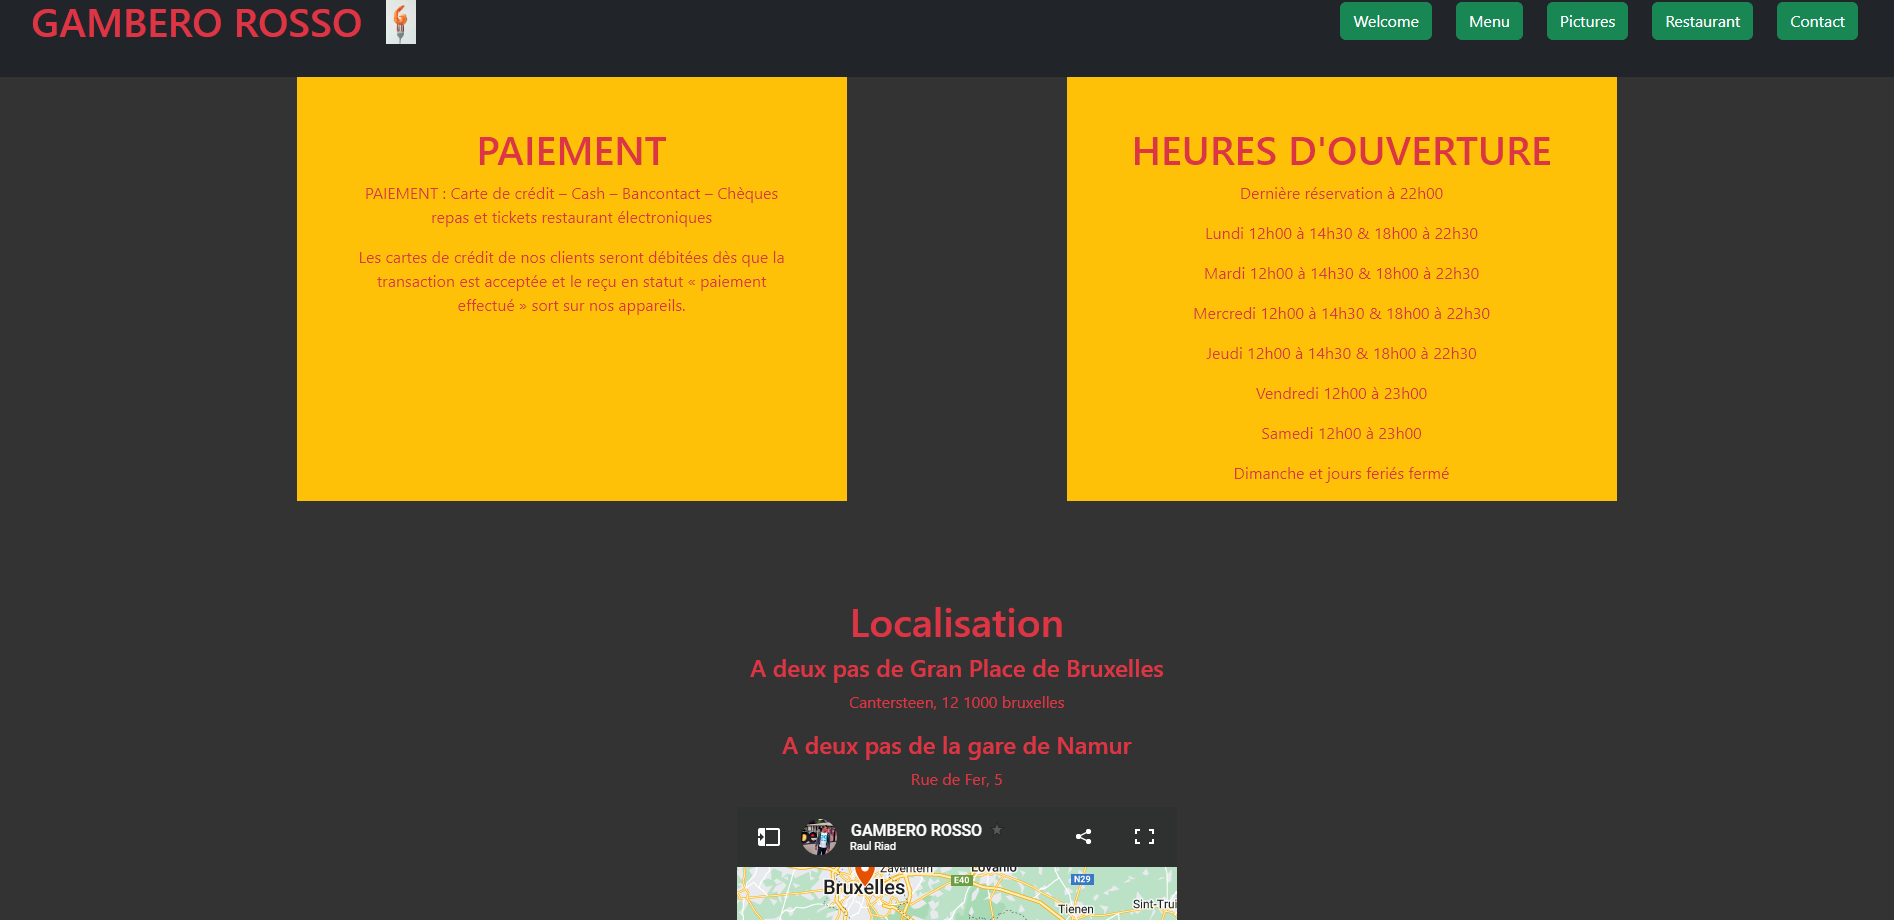 GAMBERO ROSSO
Welcome
Menu
Pictures
Restaurant
Contact
PAIEMENT
PAIEMENT : Carte de crédit – Cash – Bancontact – Chèques
repas et tickets restaurant électroniques
Les cartes de crédit de nos clients seront débitées dès que la
transaction est acceptée et le reçu en statut « paiement
effectué » sort sur nos appareils.
HEURES D'OUVERTURE
Dernière réservation à 22h00
Lundi 12h00 à 14h30 & 18h00 à 22h30
Mardi 12h00 à 14h30 & 18h00 à 22h30
Mercredi 12h00 à 14h30 & 18h00 à 22h30
Jeudi 12h00 à 14h30 & 18h00 à 22h30
Vendredi 12h00 à 23h00
Samedi 12h00 à 23h00
Dimanche et jours feriés fermé
Localisation
A deux pas de Gran Place de Bruxelles
Cantersteen, 12 1000 bruxelles
A deux pas de la gare de Namur
Rue de Fer, 5
GAMBERO ROSSO
Raul Riad
Zaventem
Lovanio
Bruxelles
E40
N29
Tienen
Sint-Trui